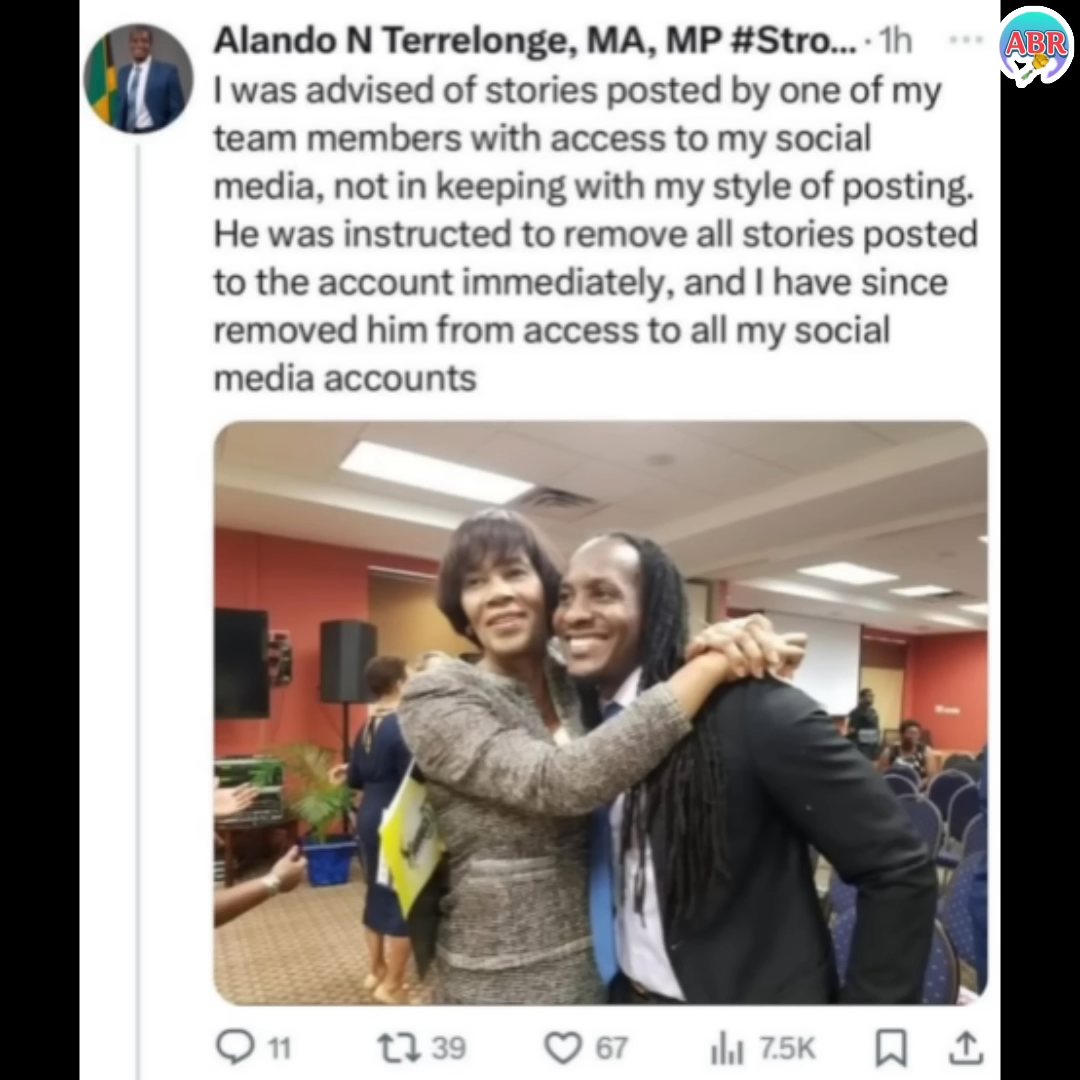 ABR
Alando N Terrelonge, MA, MP #Stro... · 1h
I was advised of stories posted by one of my
team members with access to my social
media, not in keeping with my style of posting.
He was instructed to remove all stories posted
to the account immediately, and I have since
removed him from access to all my social
media accounts
11 39 67 7.5K